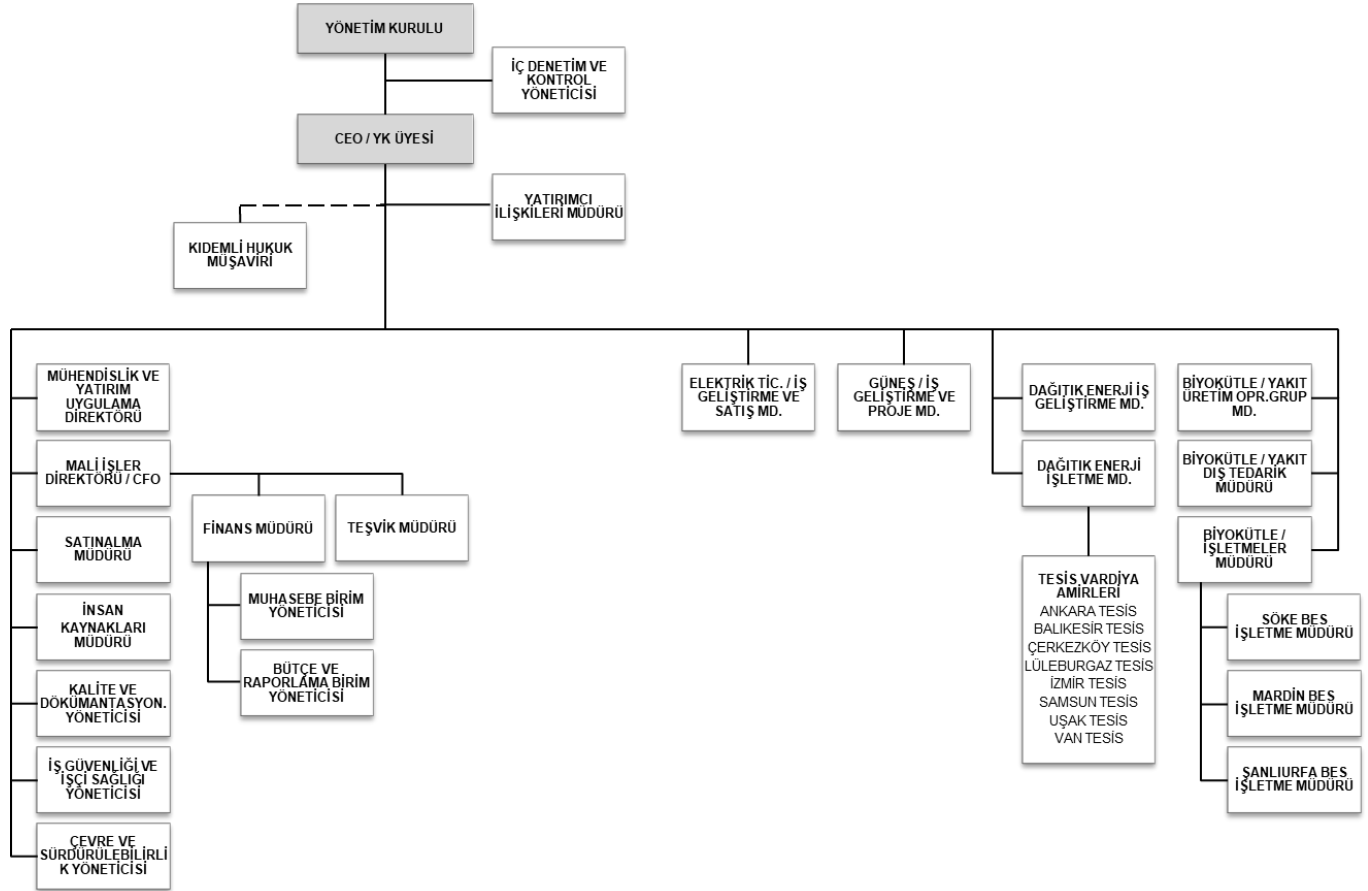 YÖNETİM KURULU
İÇ DENETİM VE
KONTROL
YÖNETİCİSİ
CEO / YK ÜYESİ
YATIRIMCI
İLİŞKİLERİ MÜDÜRÜ
KIDEMLİ HUKUK
MÜŞAVİRİ
MÜHENDİSLİK VE
YATIRIM
UYGULAMA
DİREKTÖRÜ
MALİ İŞLER
DİREKTÖRÜ / CFO
FİNANS MÜDÜRÜ
TEŞVİK MÜDÜRÜ
MUHASEBE BİRİM
YÖNETİCİSİ
BÜTÇE VE
RAPORLAMA BİRİM
YÖNETİCİSİ
SATINALMA
MÜDÜRÜ
İNSAN
KAYNAKLARI
MÜDÜRÜ
KALİTE VE
DÖKÜMANTASYON.
YÖNETİCİSİ
İŞ GÜVENLİĞİ VE
İŞÇİ SAĞLIĞI
YÖNETİCİSİ
ÇEVRE VE
SÜRDÜRÜLEBİLİRLİ
K YÖNETİCİSİ
ELEKTRİK TİC. / İŞ
GELİŞTİRME VE
SATIŞ MD.
GÜNEŞ / İŞ
GELİŞTİRME VE
PROJE MD.
DAĞITIK ENERJİ İŞ
GELİŞTİRME MD.
DAĞITIK ENERJİ
İŞLETME MD.
TESİS VARDİYA
AMİRLERİ
ANKARA TESİS
BALIKESİR TESİS
ÇERKEZKÖY TESİS
LÜLEBURGAZ TESİS
İZMİR TESİS
SAMSUN TESİS
UŞAK TESİS
VAN TESİS
BİYOKÜTLE / YAKIT
ÜRETİM OPR.GRUP
MD.
BİYOKÜTLE / YAKIT
DIŞ TEDARİK
MÜDÜRÜ
BİYOKÜTLE /
İŞLETMELER
MÜDÜRÜ
SÖKE BES
İŞLETME MÜDÜRÜ
MARDİN BES
İŞLETME MÜDÜRÜ
ŞANLIURFA BES
İŞLETME MÜDÜRÜ